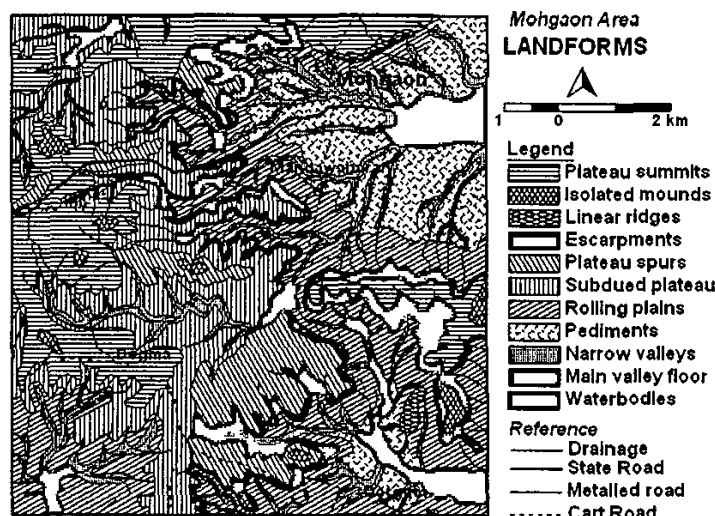 Mohgaon Area
LANDFORMS
1 0 2 km
Legend
Plateau summits
Isolated mounds
Linear ridges
Escarpments
Plateau spurs
Subdued plateau
Rolling plains
Pediments
Narrow valleys
Main valley floor
Waterbodies
Reference
Drainage
State Road
Metalled road
Cart Road
Mohgaon
Degma